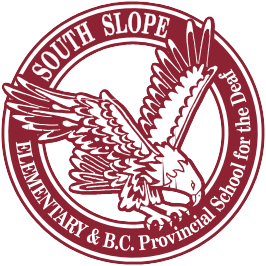 SOUTH SLOPE
ELEMENTARY & B.C. Provincial School for the Deaf